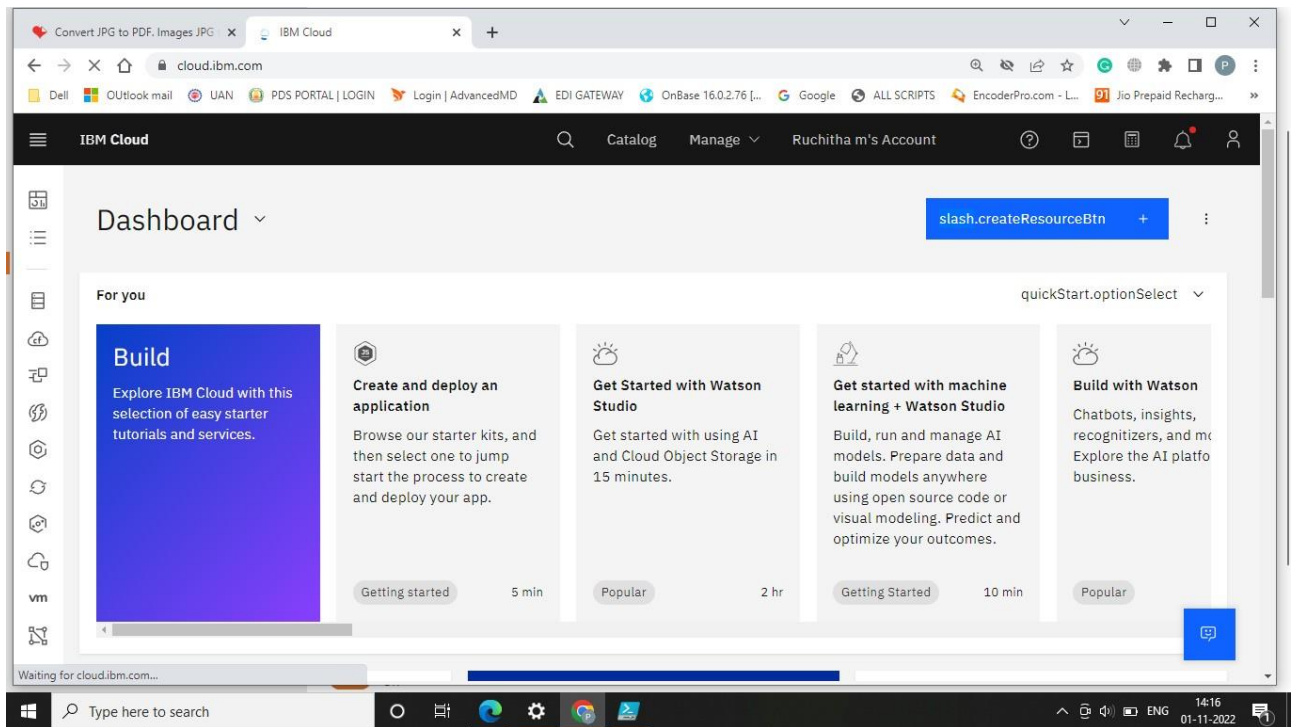 Convert JPG to PDF. Images JPG
IBM Cloud
cloud.ibm.com
Dell
OUtlook mail
UAN
PDS PORTAL | LOGIN
Login | AdvancedMD
EDI GATEWAY
OnBase 16.0.2.76 [...
Google
ALL SCRIPTS
EncoderPro.com - L...
Jio Prepaid Recharg...
IBM Cloud
Catalog
Manage
Ruchitha m's Account
Dashboard
slash.createResourceBtn +
For you
quickStart.optionSelect
Build
Explore IBM Cloud with this
selection of easy starter
tutorials and services.
Create and deploy an
application
Browse our starter kits, and
then select one to jump
start the process to create
and deploy your app.
Getting started
5 min
Get Started with Watson
Studio
Get started with using AI
and Cloud Object Storage in
15 minutes.
Popular
2 hr
Get started with machine
learning + Watson Studio
Build, run and manage AI
models. Prepare data and
build models anywhere
using open source code or
visual modeling. Predict and
optimize your outcomes.
Getting Started
10 min
Build with Watson
Chatbots, insights,
recognitizers, and mo
Explore the AI platfo
business.
Popular
vm
Waiting for cloud.ibm.com...
Type here to search
ENG
14:16
01-11-2022